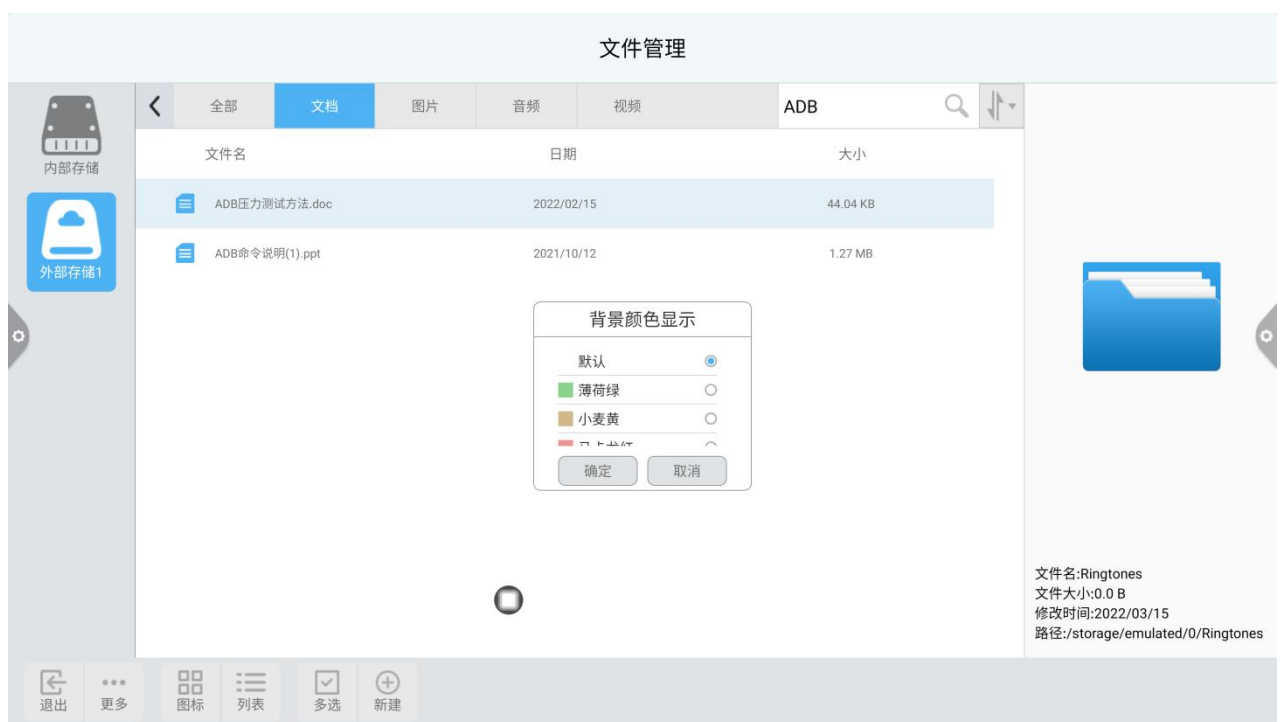 文件管理
内部存储
外部存储1
全部 文档 图片 音频 视频 ADB
文件名 日期 大小
ADB压力测试方法.doc 2022/02/15 44.04 KB
ADB命令说明(1).ppt 2021/10/12 1.27 MB
背景颜色显示
默认
薄荷绿
小麦黄
确定 取消
文件名:Ringtones
文件大小:0.0 B
修改时间:2022/03/15
路径:/storage/emulated/0/Ringtones
退出 更多 图标 列表 多选 新建